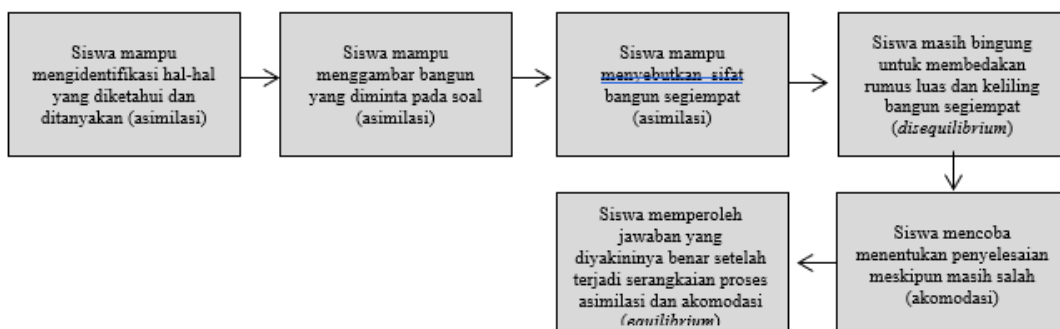 Siswa mampu
mengidentifikasi hal-hal
yang diketahui dan
ditanyakan (asimilasi)
Siswa mampu
menggambar bangun
yang diminta pada soal
(asimilasi)
Siswa mampu
menyebutkan sifat
bangun segiempat
(asimilasi)
Siswa masih bingung
untuk membedakan
rumus luas dan keliling
bangun segiempat
(disequilibrium)
Siswa mencoba
menentukan penyelesaian
meskipun masih salah
(akomodasi)
Siswa memperoleh
jawaban yang
diyakininya benar setelah
terjadi serangkaian proses
asimilasi dan akomodasi
(equilibrium)